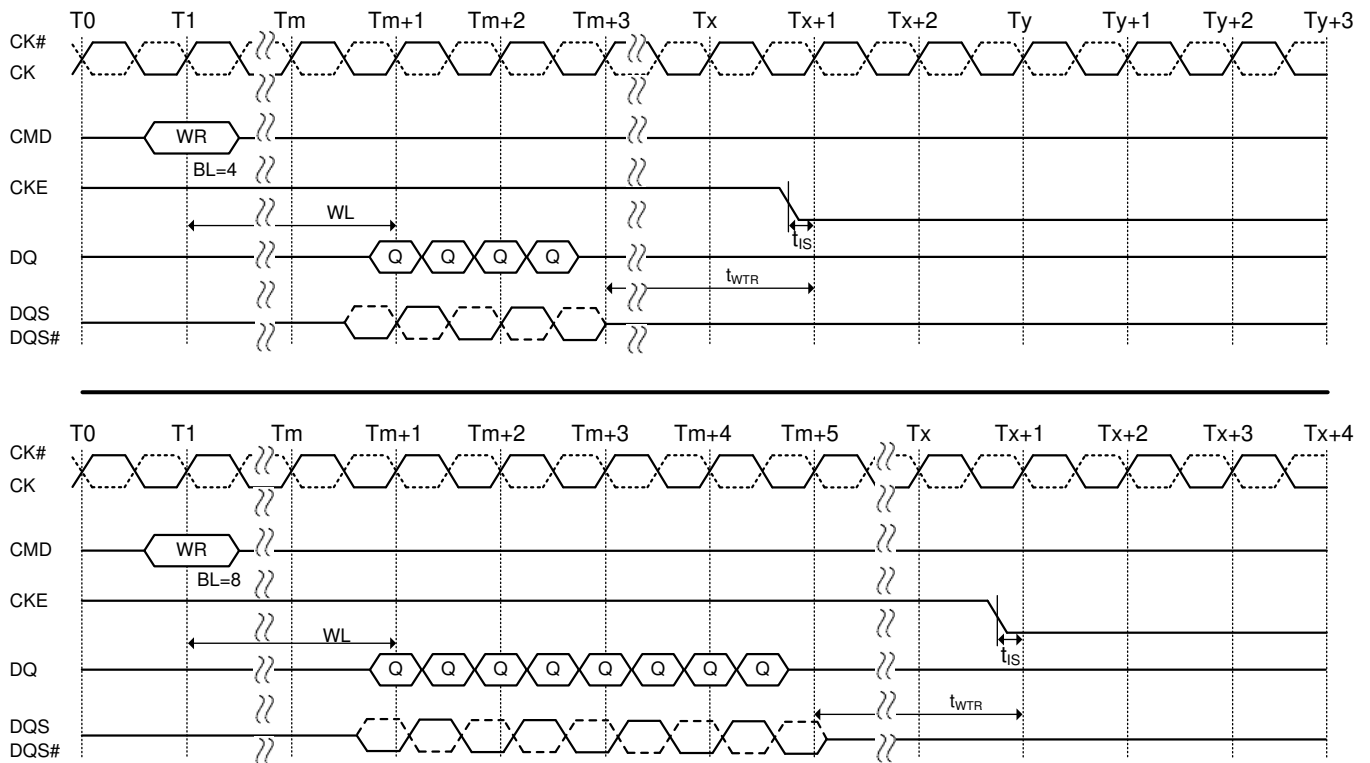 T0 T1 Tm Tm+1 Tm+2 Tm+3 Tx Tx+1 Tx+2 Ty Ty+1 Ty+2 Ty+3
CK#
CK
CMD WR
BL=4
CKE
WL
tIS
DQ Q Q Q Q
tWTR
DQS
DQS#
T0 T1 Tm Tm+1 Tm+2 Tm+3 Tm+4 Tm+5 Tx Tx+1 Tx+2 Tx+3 Tx+4
CK#
CK
CMD WR
BL=8
CKE
WL
tIS
DQ Q Q Q Q Q Q Q Q
tWTR
DQS
DQS#